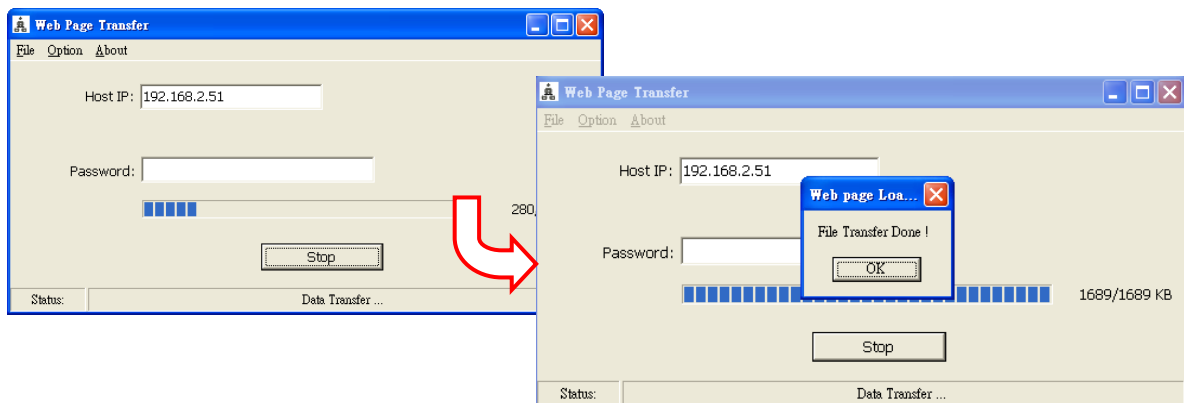 Web Page Transfer
File Option About
Host IP: 192.168.2.51
Password:
280,
Stop
Status: Data Transfer ...
Web Page Transfer
File Option About
Host IP: 192.168.2.51
Web page Loa...
File Transfer Done !
Password:
OK
1689/1689 KB
Stop
Status: Data Transfer ...